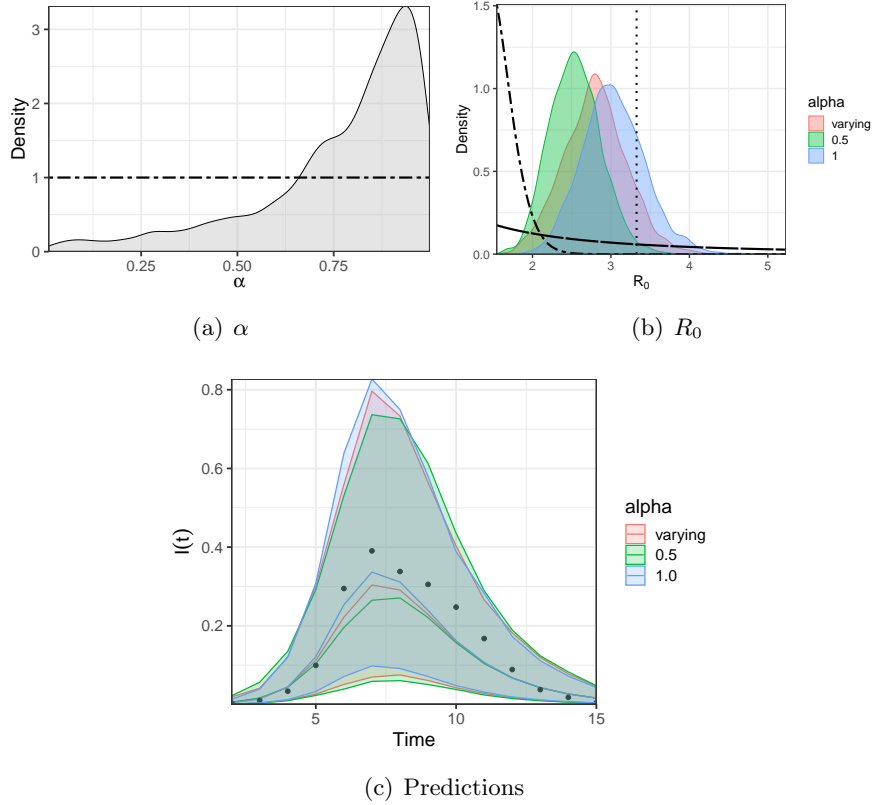 3
2
1
0
Density
0.25
0.50
0.75
α
(a) α
1.5
1.0
0.5
0.0
Density
2
3
4
5
R0
alpha
varying
0.5
1
(b) R0
0.8
0.6
0.4
0.2
I(t)
5
10
15
Time
alpha
varying
0.5
1.0
(c) Predictions